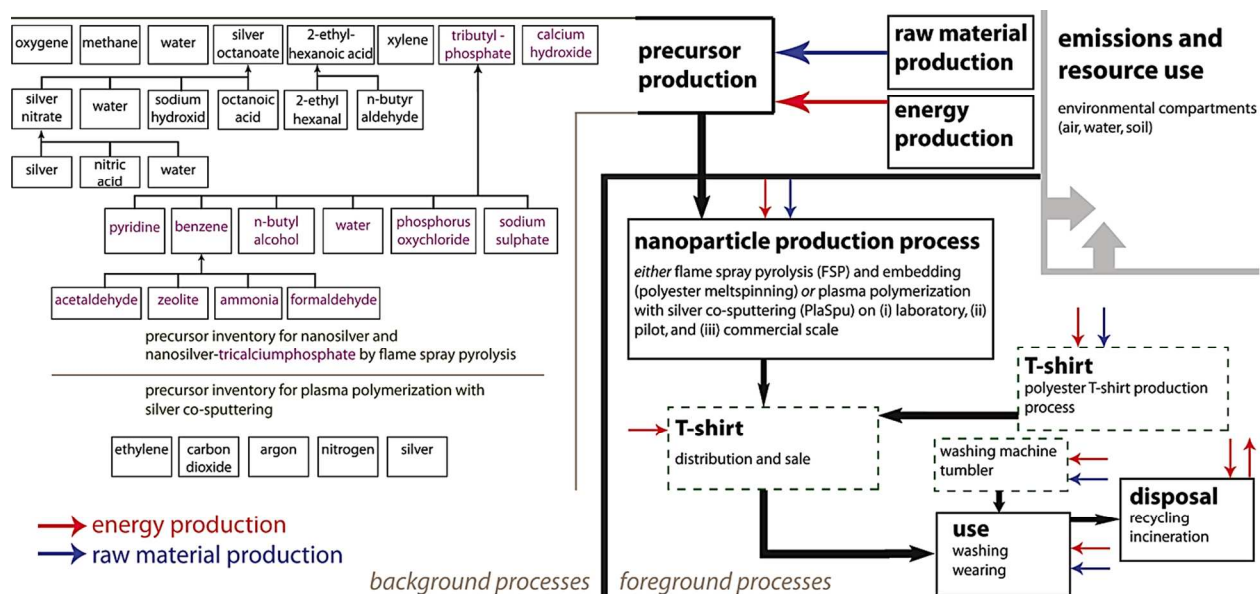 oxygene
methane
water
silver
octanoate
2-ethyl-
hexanoic acid
xylene
tributyl -
phosphate
calcium
hydroxide
silver
nitrate
water
sodium
hydroxid
octanoic
acid
2-ethyl
hexanal
n-butyr
aldehyde
silver
nitric
acid
water
pyridine
benzene
n-butyl
alcohol
water
phosphorus
oxychloride
sodium
sulphate
acetaldehyde
zeolite
ammonia
formaldehyde
precursor inventory for nanosilver and
nanosilver-tricalciumphosphate by flame spray pyrolysis
precursor inventory for plasma polymerization with
silver co-sputtering
ethylene
carbon
dioxide
argon
nitrogen
silver
energy production
raw material production
background processes
foreground processes
precursor
production
raw material
production
energy
production
emissions and
resource use
environmental compartments
(air, water, soil)
nanoparticle production process
either flame spray pyrolysis (FSP) and embedding
(polyester meltspinning) or plasma polymerization
with silver co-sputtering (PlaSpu) on (i) laboratory, (ii)
pilot, and (iii) commercial scale
T-shirt
polyester T-shirt production
process
T-shirt
distribution and sale
washing machine
tumbler
use
washing
wearing
disposal
recycling
incineration